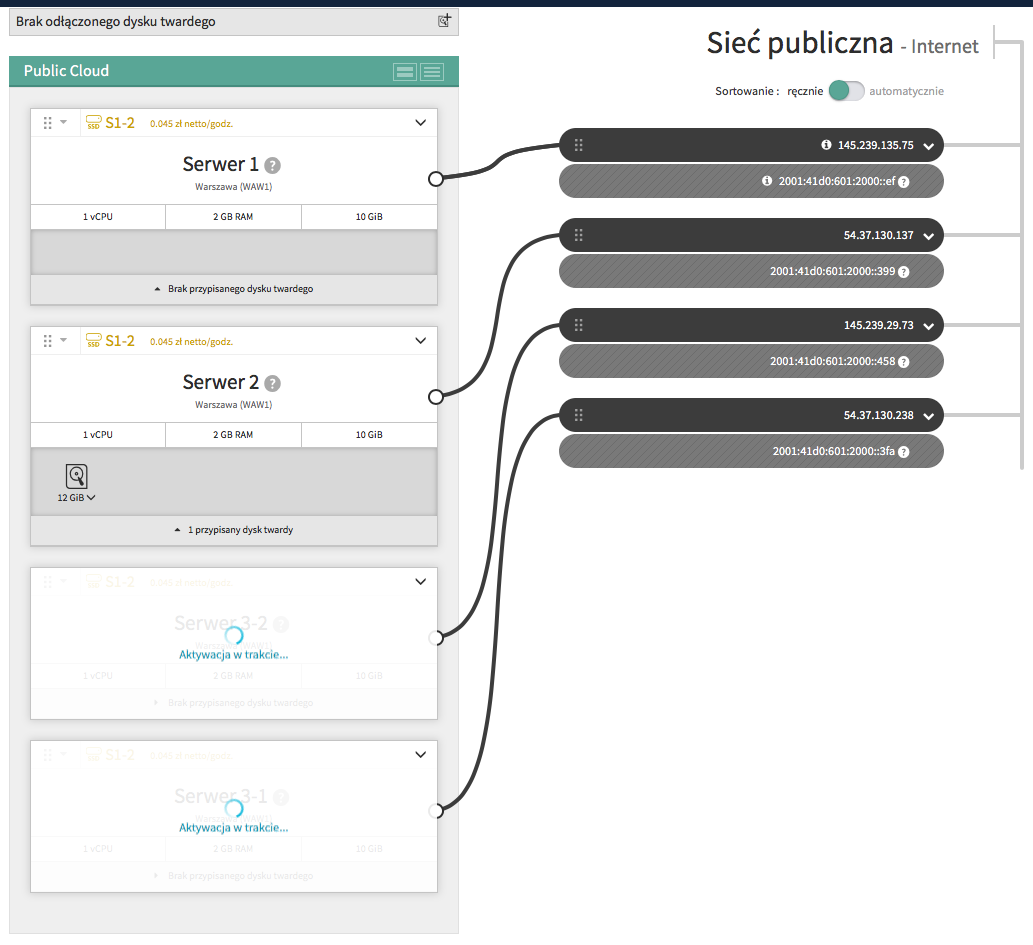 Brak odłączonego dysku twardego
Public Cloud
SSD S1-2 0.045 zł netto/godz.
Serwer 1 ?
Warszawa (WAW1)
1 vCPU 2 GB RAM 10 GiB
Brak przypisanego dysku twardego
SSD S1-2 0.045 zł netto/godz.
Serwer 2 ?
Warszawa (WAW1)
1 vCPU 2 GB RAM 10 GiB
12 GiB
1 przypisany dysk twardy
S1-2 0.045 zł netto/godz.
Serwer 3-2 ?
Warszawa (WAW1)
Aktywacja w trakcie...
1 vCPU 2 GB RAM 10 GiB
Brak przypisanego dysku twardego
S1-2 0.045 zł netto/godz.
Serwer 3-1 ?
Warszawa (WAW1)
Aktywacja w trakcie...
1 vCPU 2 GB RAM 10 GiB
Brak przypisanego dysku twardego
Sieć publiczna - Internet
Sortowanie : ręcznie automatycznie
145.239.135.75
2001:41d0:601:2000::ef ?
54.37.130.137
2001:41d0:601:2000::399 ?
145.239.29.73
2001:41d0:601:2000::458 ?
54.37.130.238
2001:41d0:601:2000::3fa ?